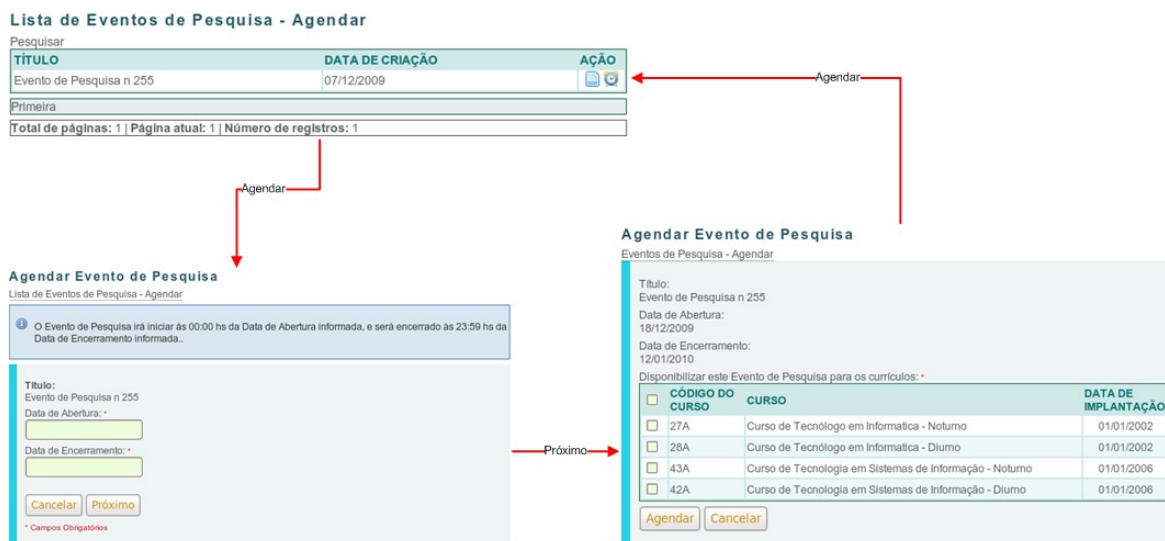 Lista de Eventos de Pesquisa - Agendar
Pesquisar
TÍTULO DATA DE CRIAÇÃO AÇÃO
Evento de Pesquisa n 255 07/12/2009
Primeira
Total de páginas: 1 | Página atual: 1 | Número de registros: 1
Agendar
Agendar
Agendar Evento de Pesquisa
Lista de Eventos de Pesquisa - Agendar
O Evento de Pesquisa irá iniciar às 00:00 hs da Data de Abertura informada, e será encerrado às 23:59 hs da
Data de Encerramento informada..
Título:
Evento de Pesquisa n 255
Data de Abertura: *
Data de Encerramento: *
Cancelar Próximo
* Campos Obrigatórios
Próximo
Agendar Evento de Pesquisa
Eventos de Pesquisa - Agendar
Título:
Evento de Pesquisa n 255
Data de Abertura:
18/12/2009
Data de Encerramento:
12/01/2010
Disponibilizar este Evento de Pesquisa para os currículos: *
CÓDIGO DO CURSO CURSO DATA DE IMPLANTAÇÃO
27A Curso de Tecnólogo em Informatica - Noturno 01/01/2002
28A Curso de Tecnólogo em Informatica - Diurno 01/01/2002
43A Curso de Tecnologia em Sistemas de Informação - Noturno 01/01/2006
42A Curso de Tecnologia em Sistemas de Informação - Diurno 01/01/2006
Agendar Cancelar